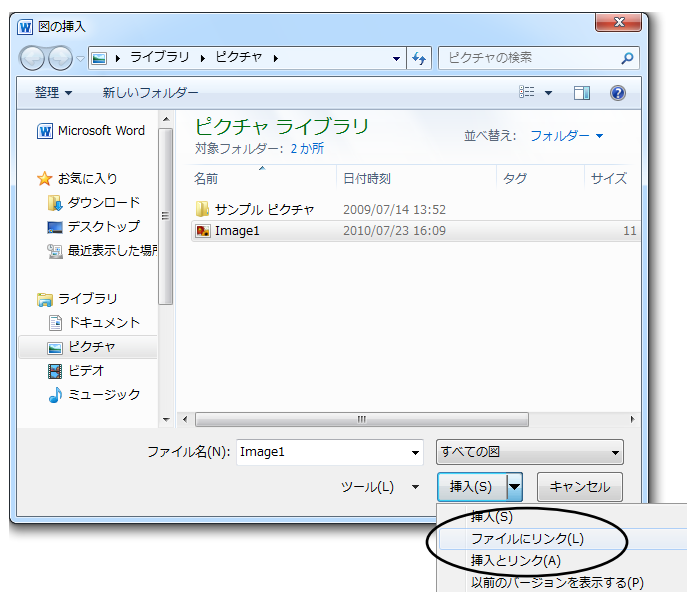 図の挿入
ライブラリ ピクチャ
ピクチャの検索
整理 新しいフォルダー
Microsoft Word
お気に入り
ダウンロード
デスクトップ
最近表示した場所
ライブラリ
ドキュメント
ピクチャ
ビデオ
ミュージック
ピクチャ ライブラリ
対象フォルダー: 2 か所
並べ替え: フォルダー
名前 日付時刻 タグ サイズ
サンプル ピクチャ 2009/07/14 13:52
Image1 2010/07/23 16:09 11
ファイル名(N): Image1 すべての図
ツール(L) 挿入(S) キャンセル
挿入(S)
ファイルにリンク(L)
挿入とリンク(A)
以前のバージョンを表示する(P)